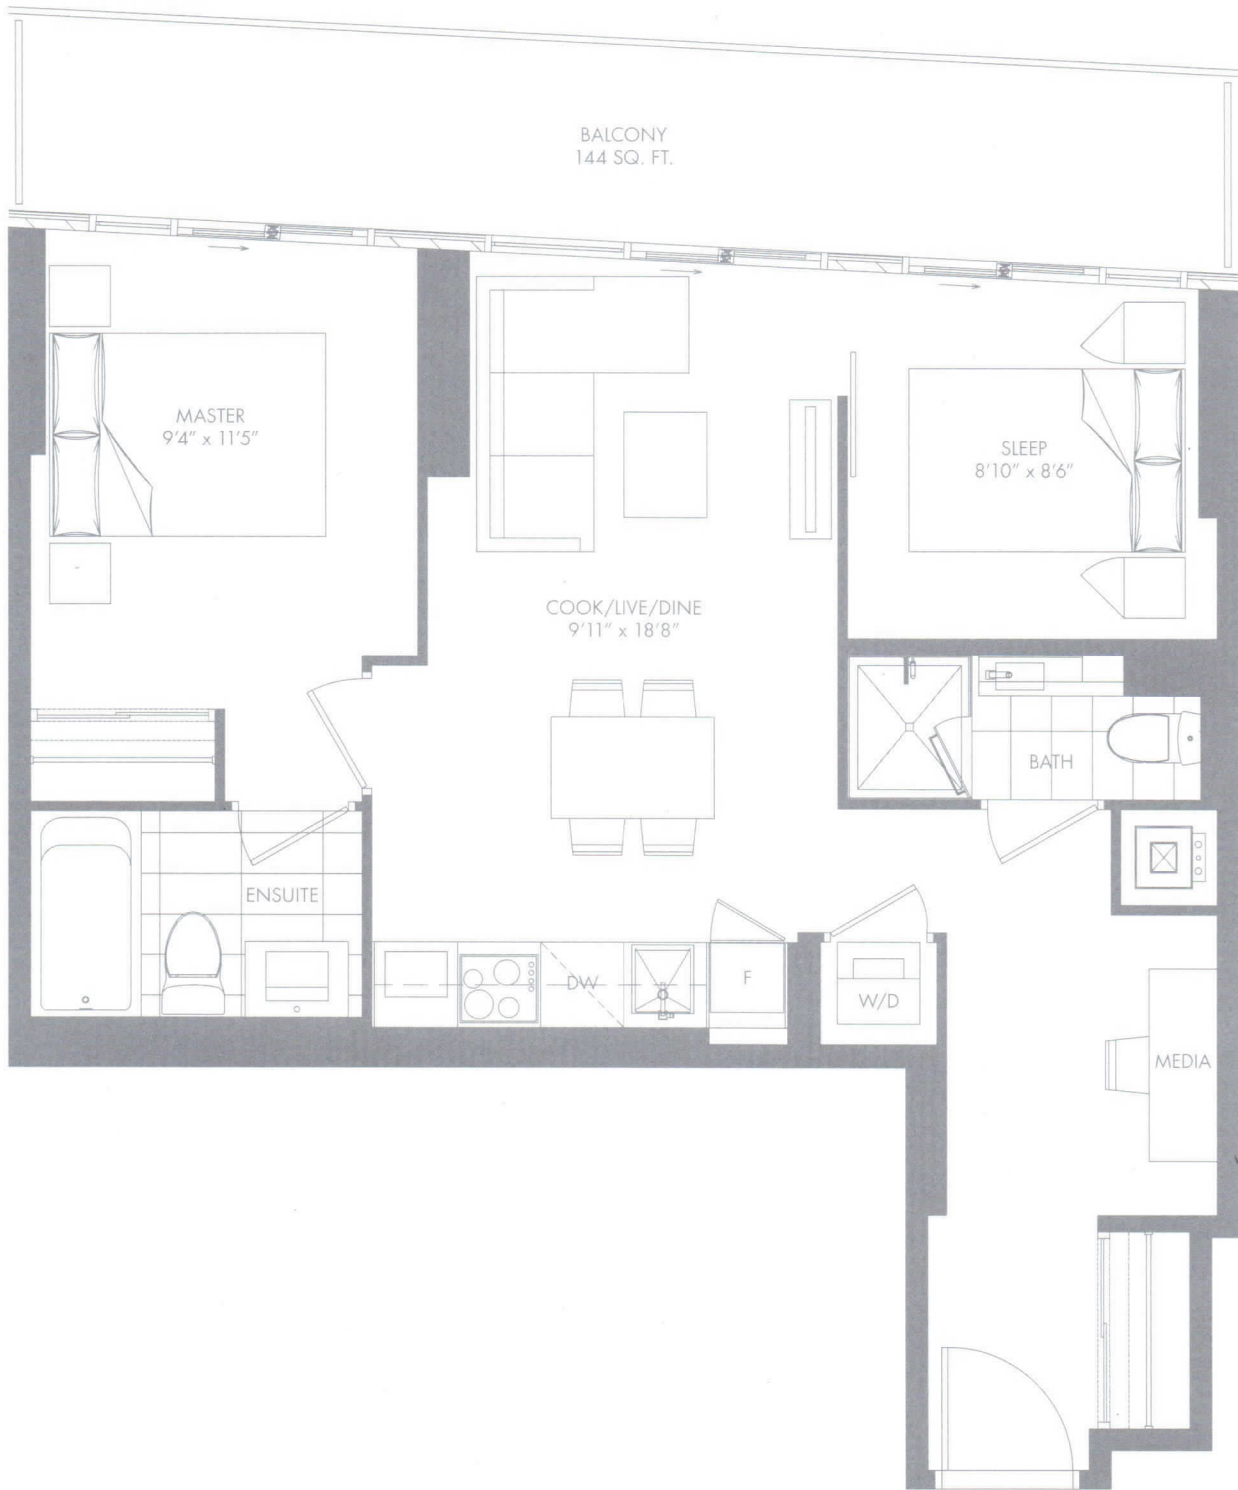 BALCONY
144 SQ. FT.
MASTER
9'4" x 11'5"
SLEEP
8'10" x 8'6"
COOK/LIVE/DINE
9'11" x 18'8"
BATH
ENSUITE
DW
F
W/D
MEDIA